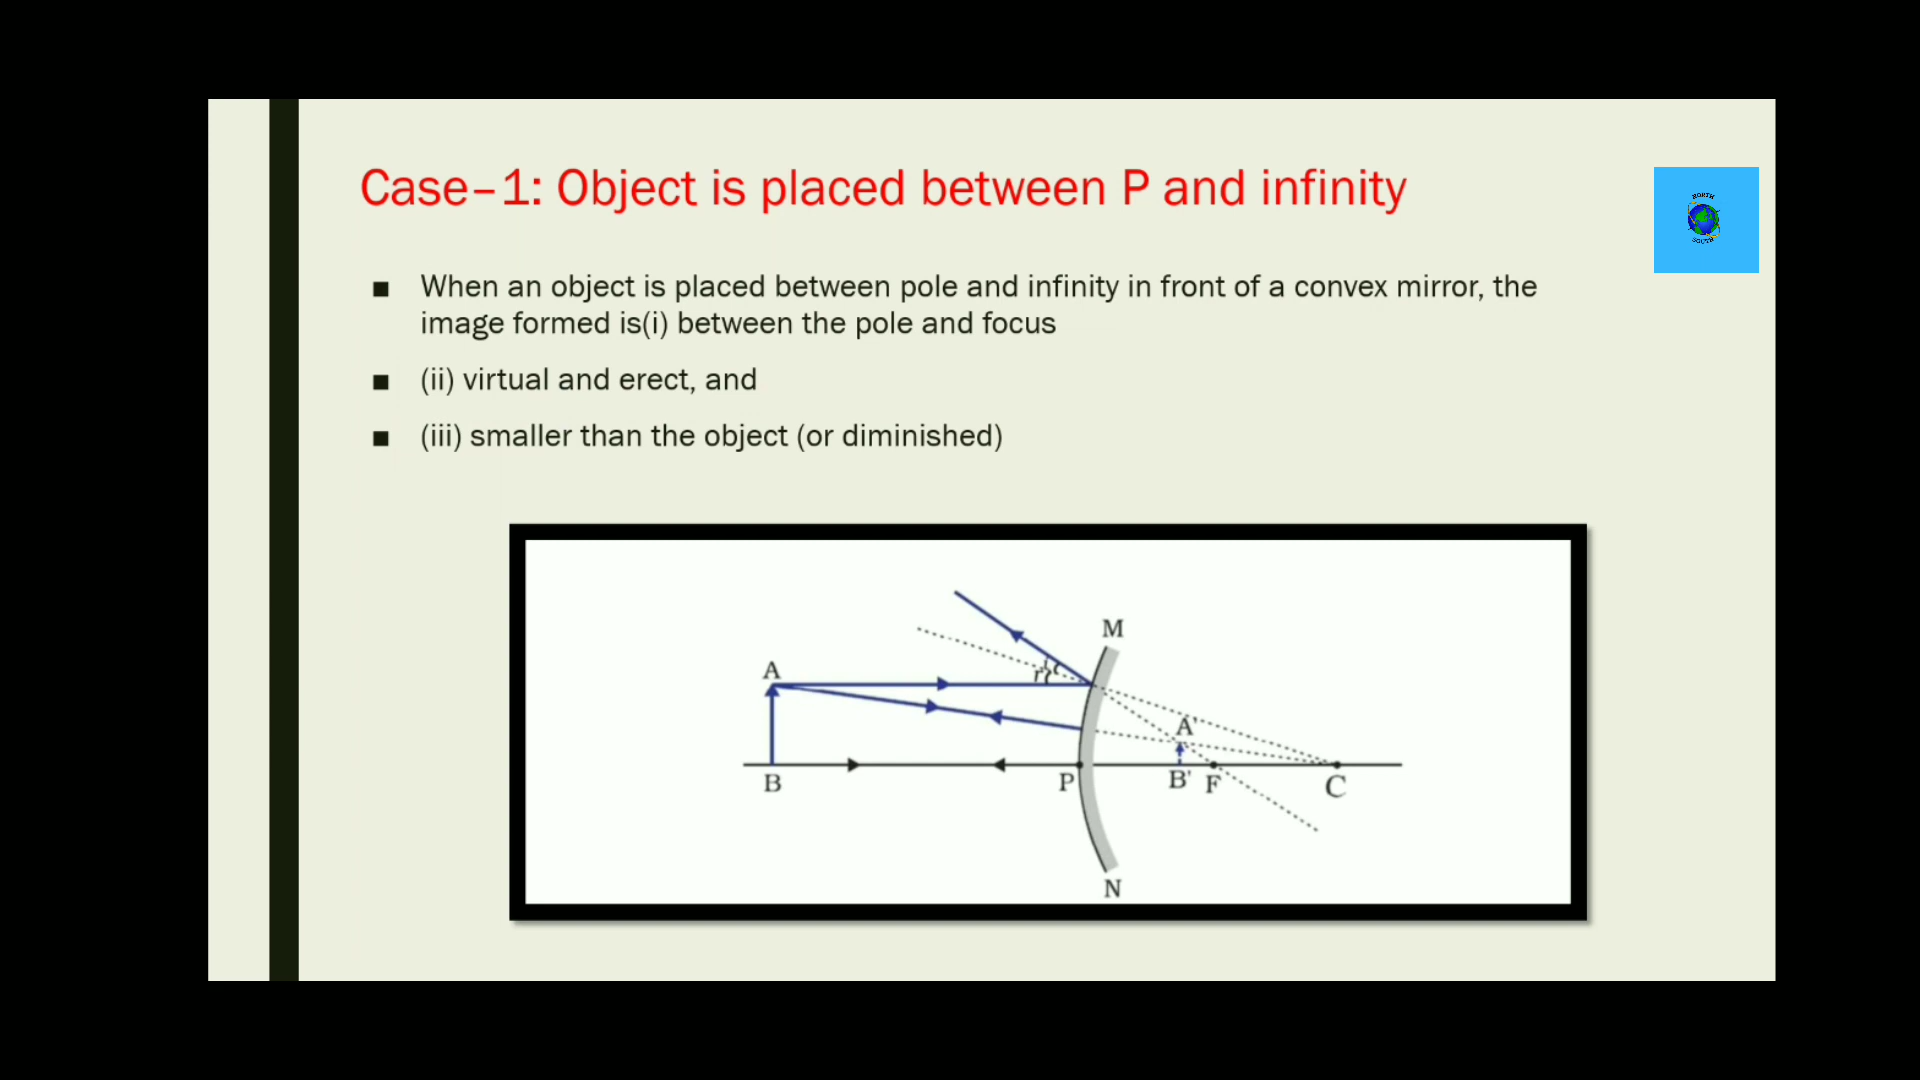 Case–1: Object is placed between P and infinity
NORTH
SOUTH
■ When an object is placed between pole and infinity in front of a convex mirror, the
image formed is(i) between the pole and focus
■ (ii) virtual and erect, and
■ (iii) smaller than the object (or diminished)
M
A
i
r
A'
B
P
B'
F
C
N